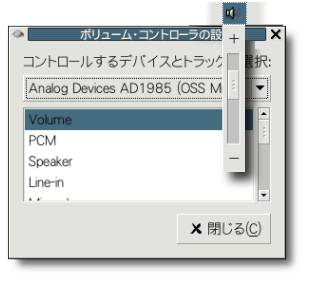 ボリューム・コントローラの設
コントロールするデバイスとトラック 選択:
Analog Devices AD1985 (OSS M
Volume
PCM
Speaker
Line-in
閉じる(C)